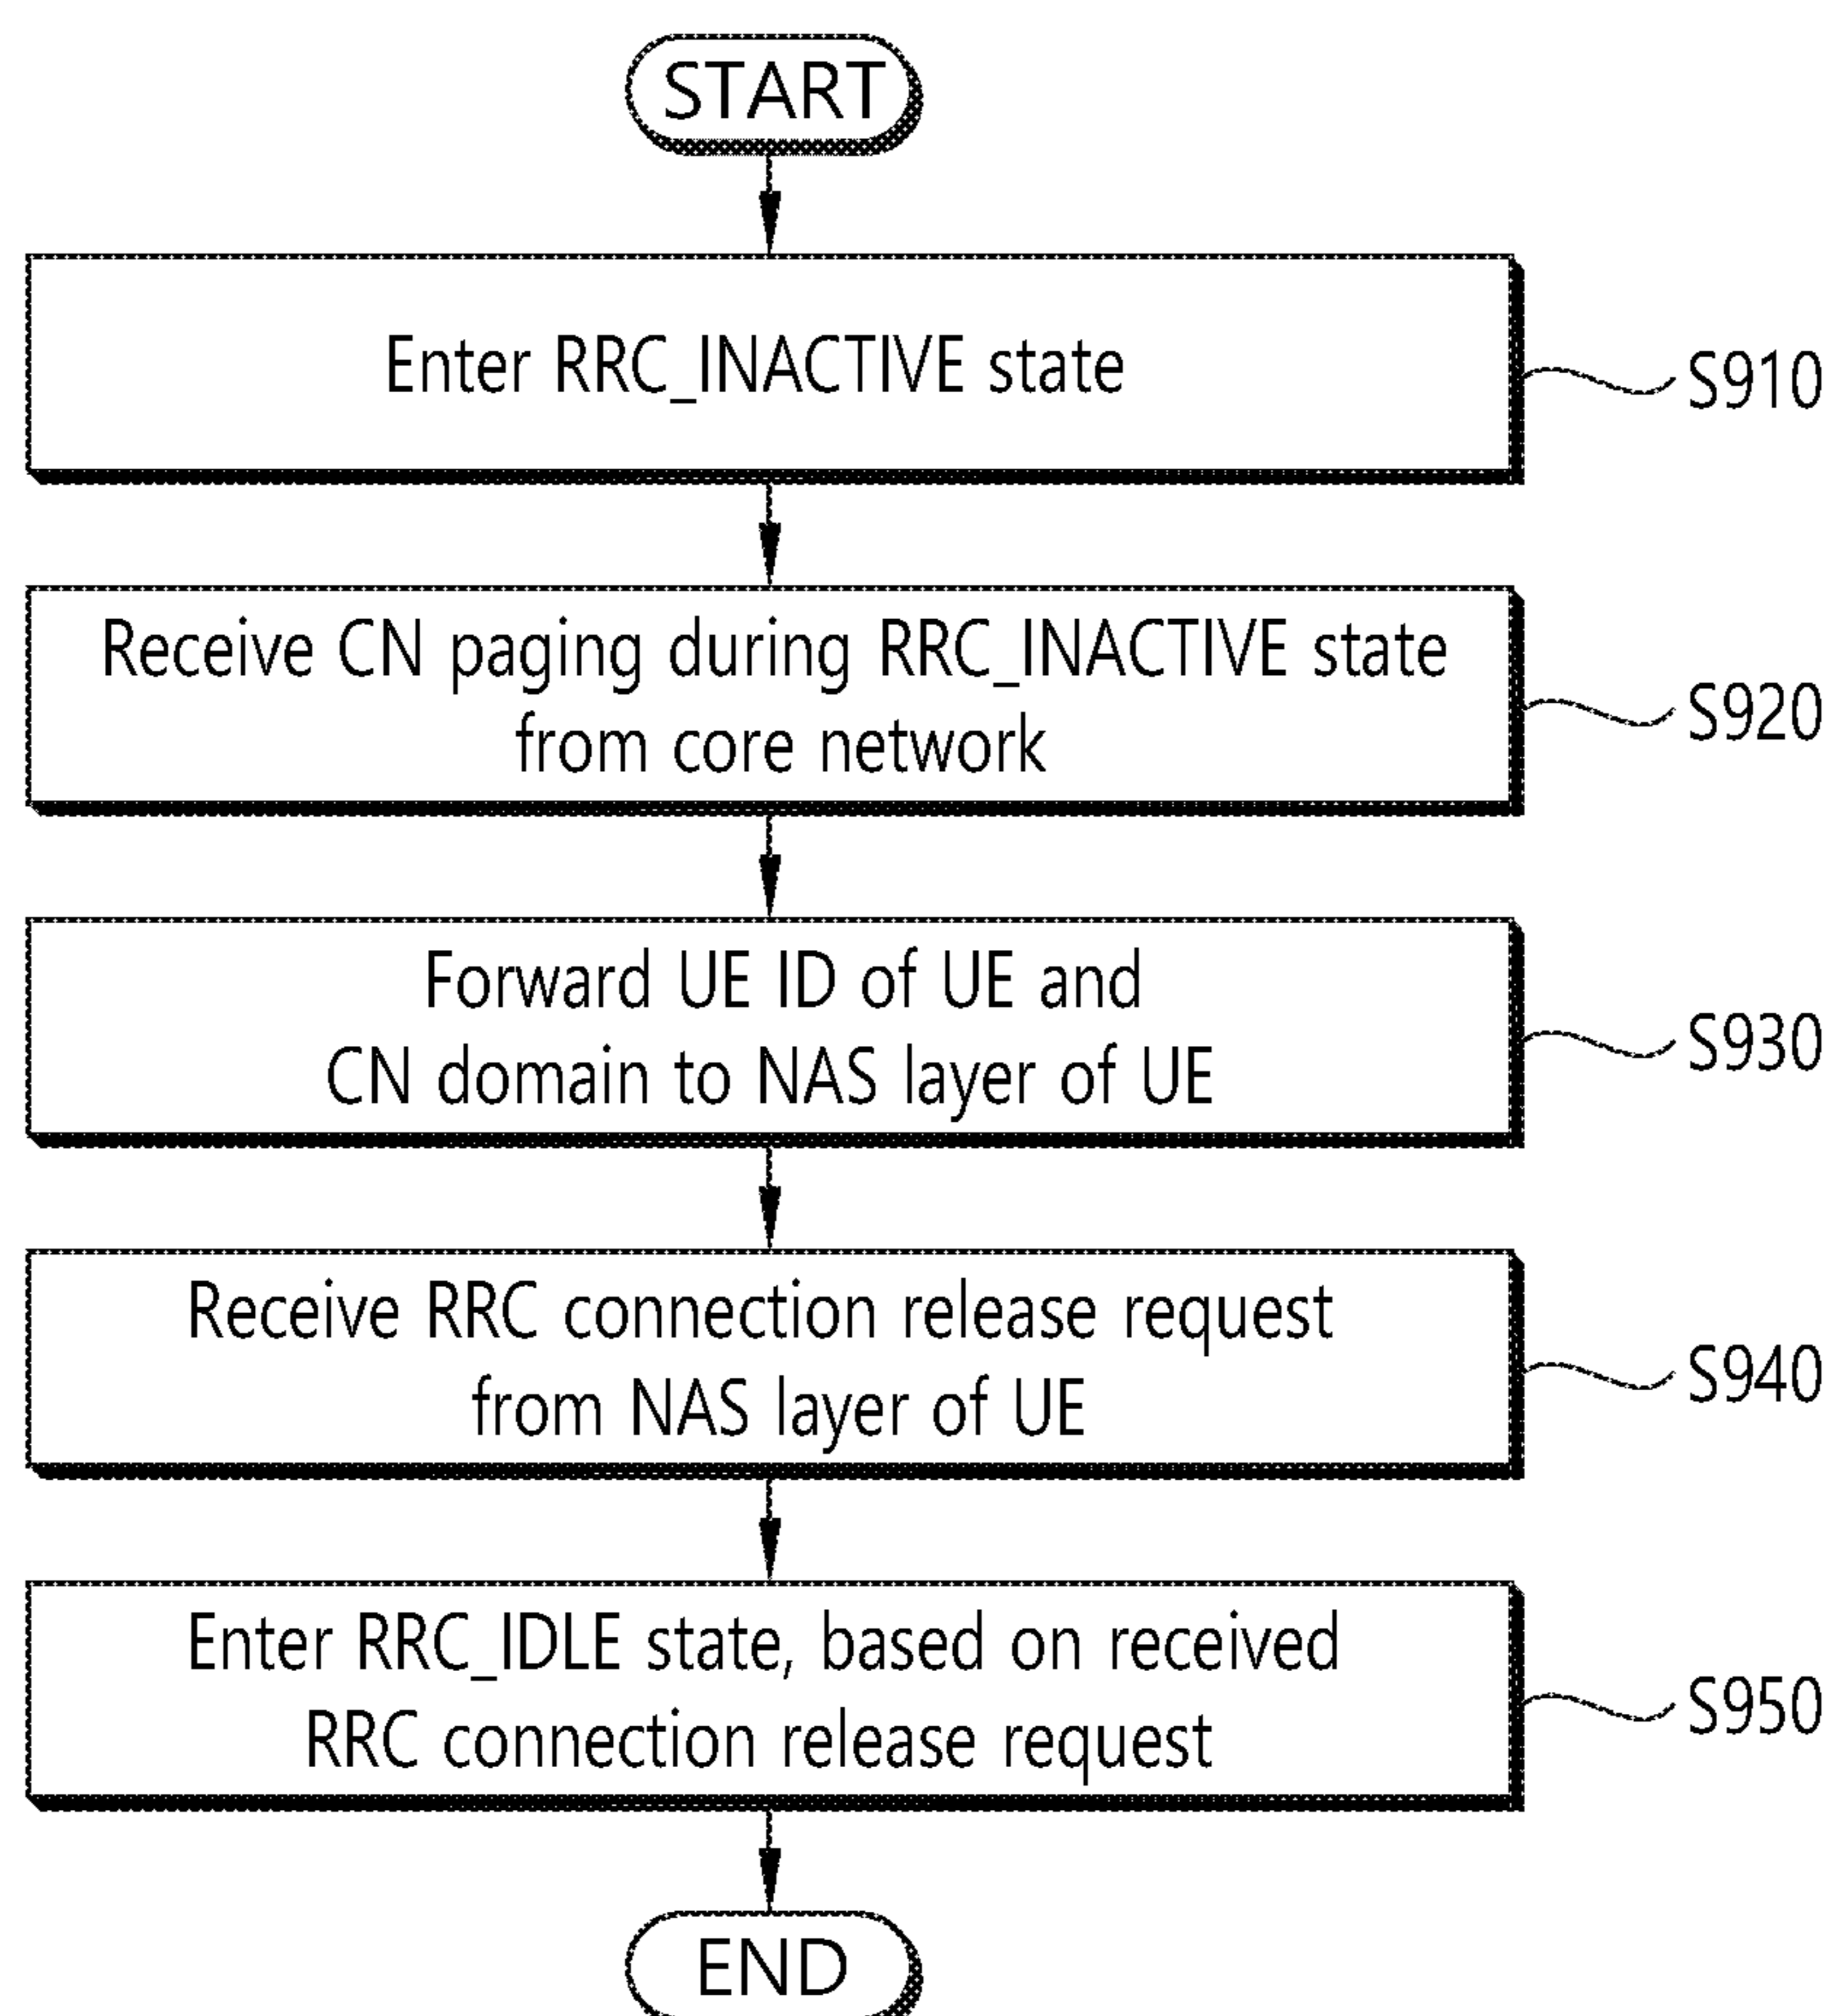 START
Enter RRC_INACTIVE state
S910
Receive CN paging during RRC_INACTIVE state
from core network
S920
Forward UE ID of UE and
CN domain to NAS layer of UE
S930
Receive RRC connection release request
from NAS layer of UE
S940
Enter RRC_IDLE state, based on received
RRC connection release request
S950
END